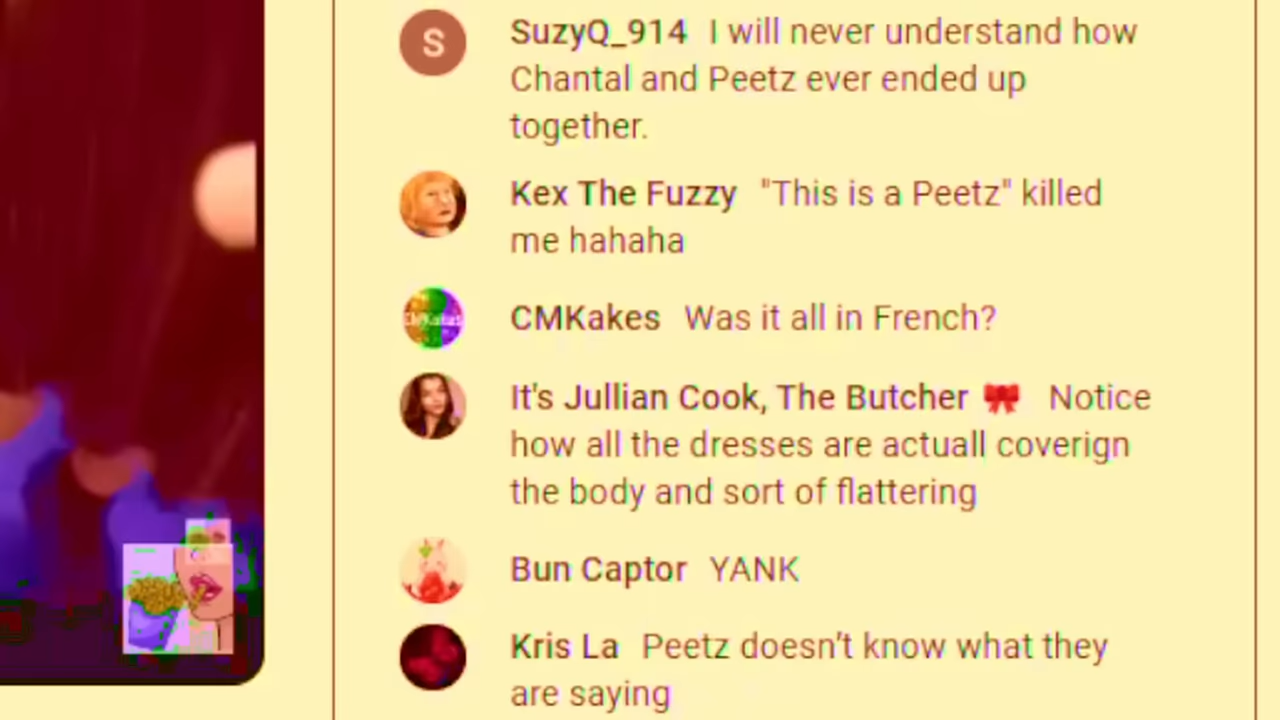 S
SuzyQ_914 I will never understand how
Chantal and Peetz ever ended up
together.
Kex The Fuzzy "This is a Peetz" killed
me hahaha
CMKakes Was it all in French?
It's Jullian Cook, The Butcher 🎀 Notice
how all the dresses are actuall coverign
the body and sort of flattering
Bun Captor YANK
Kris La Peetz doesn't know what they
are saying